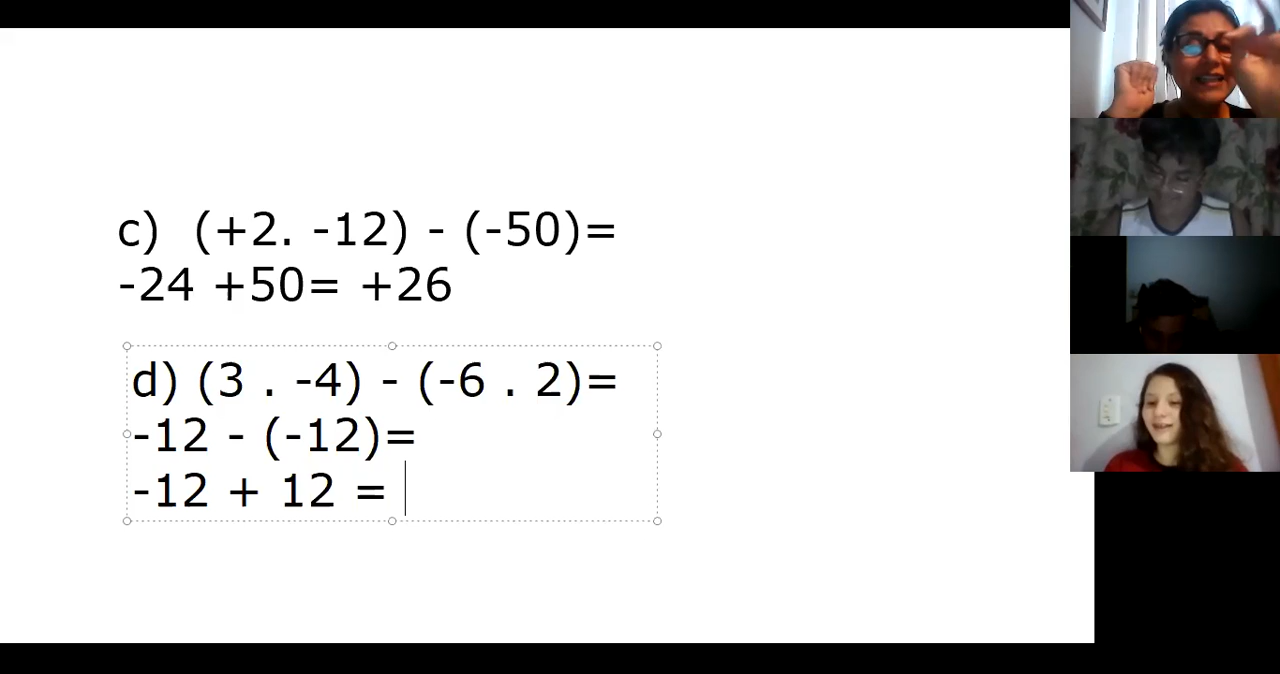 c) (+2. -12) - (-50)=
-24 +50= +26
d) (3 . -4) - (-6 . 2)=
-12 - (-12)=
-12 + 12 =